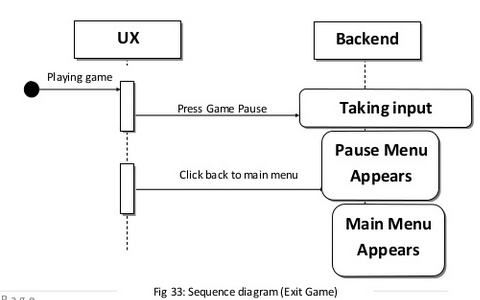 UX
Backend
Playing game
Press Game Pause
Taking input
Pause Menu
Appears
Click back to main menu
Main Menu
Appears
Fig 33: Sequence diagram (Exit Game)
P a g e